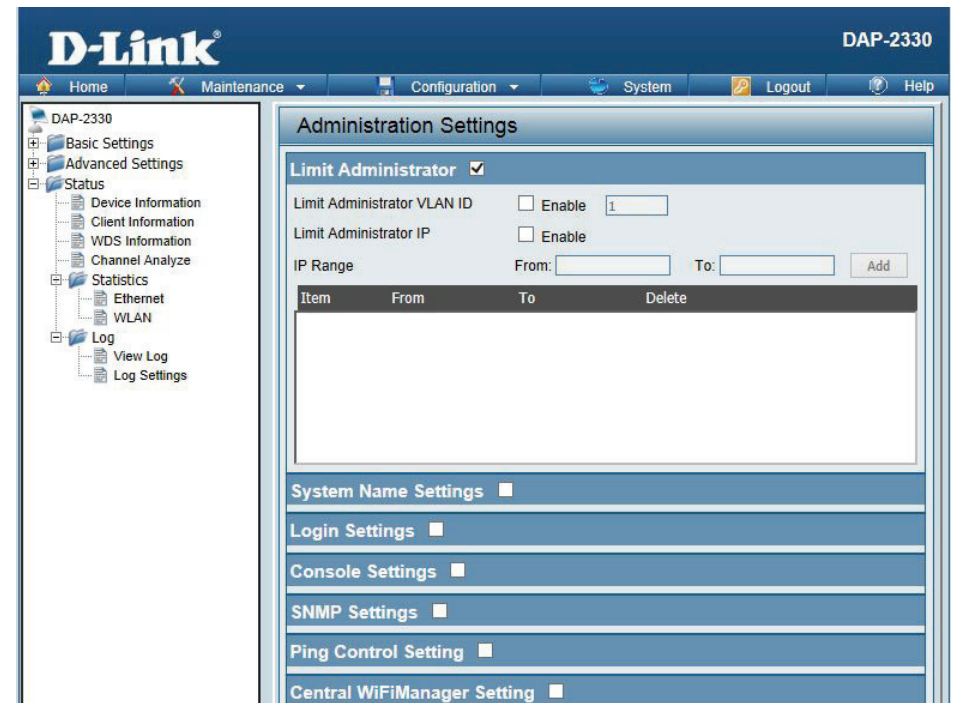 D-Link®
DAP-2330
Home Maintenance Configuration System Logout Help
DAP-2330
Basic Settings
Advanced Settings
Status
Device Information
Client Information
WDS Information
Channel Analyze
Statistics
Ethernet
WLAN
Log
View Log
Log Settings
Administration Settings
Limit Administrator
Limit Administrator VLAN ID Enable 1
Limit Administrator IP Enable
IP Range From: To: Add
Item From To Delete
System Name Settings
Login Settings
Console Settings
SNMP Settings
Ping Control Setting
Central WiFiManager Setting